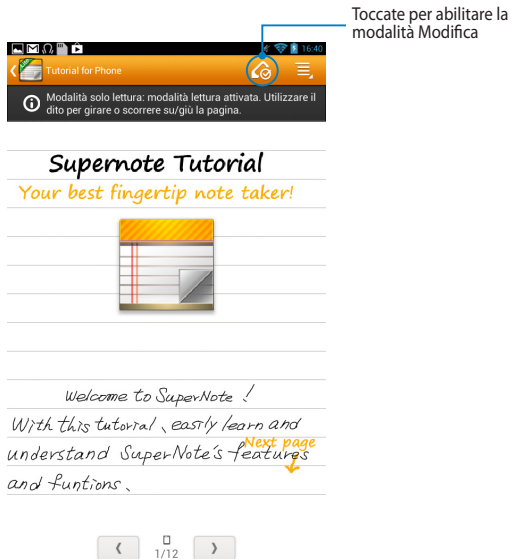 Toccate per abilitare la
modalità Modifica
16:40
Tutorial for Phone
Modalità solo lettura: modalità lettura attivata. Utilizzare il
dito per girare o scorrere su/giù la pagina.
Supernote Tutorial
Your best fingertip note taker!
Welcome to SuperNote !
With this tutorial, easily learn and
Next page
understand SuperNote's features
and funtions.
1/12